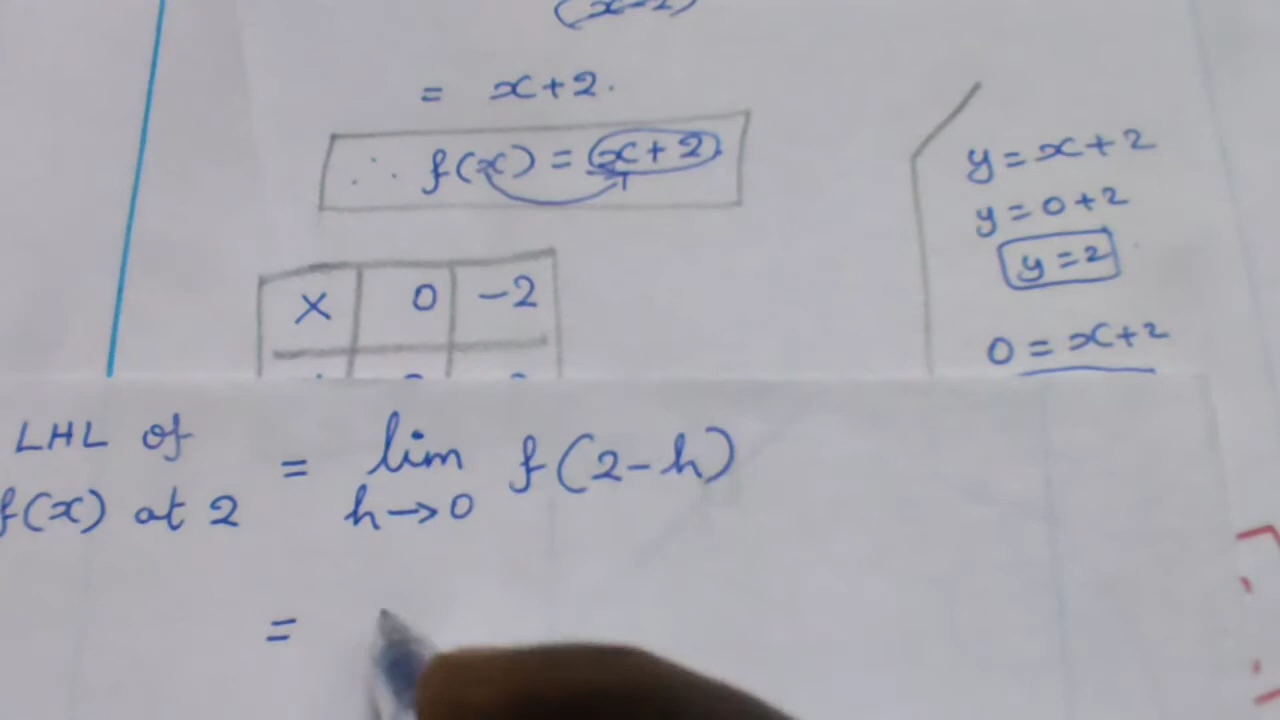 = x+2.
∴ f(x) = x+2
y = x+2
y = 0+2
y = 2
0 = x+2
x 0 -2
LHL of f(x) at 2 = lim h→0 f(2-h)
=